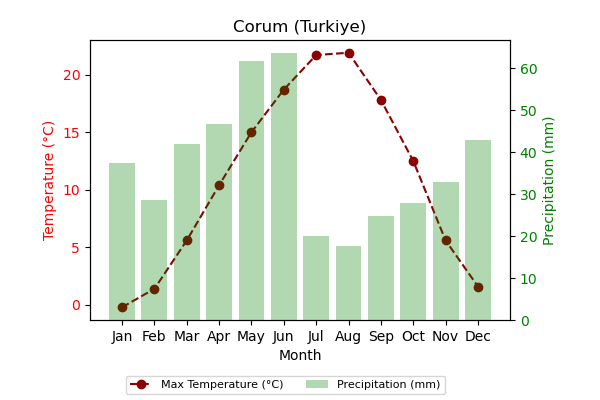 Corum (Turkiye)
20
15
10
5
0
Temperature (°C)
60
50
40
30
20
10
0
Precipitation (mm)
Jan Feb Mar Apr May Jun Jul Aug Sep Oct Nov Dec
Month
Max Temperature (°C) Precipitation (mm)